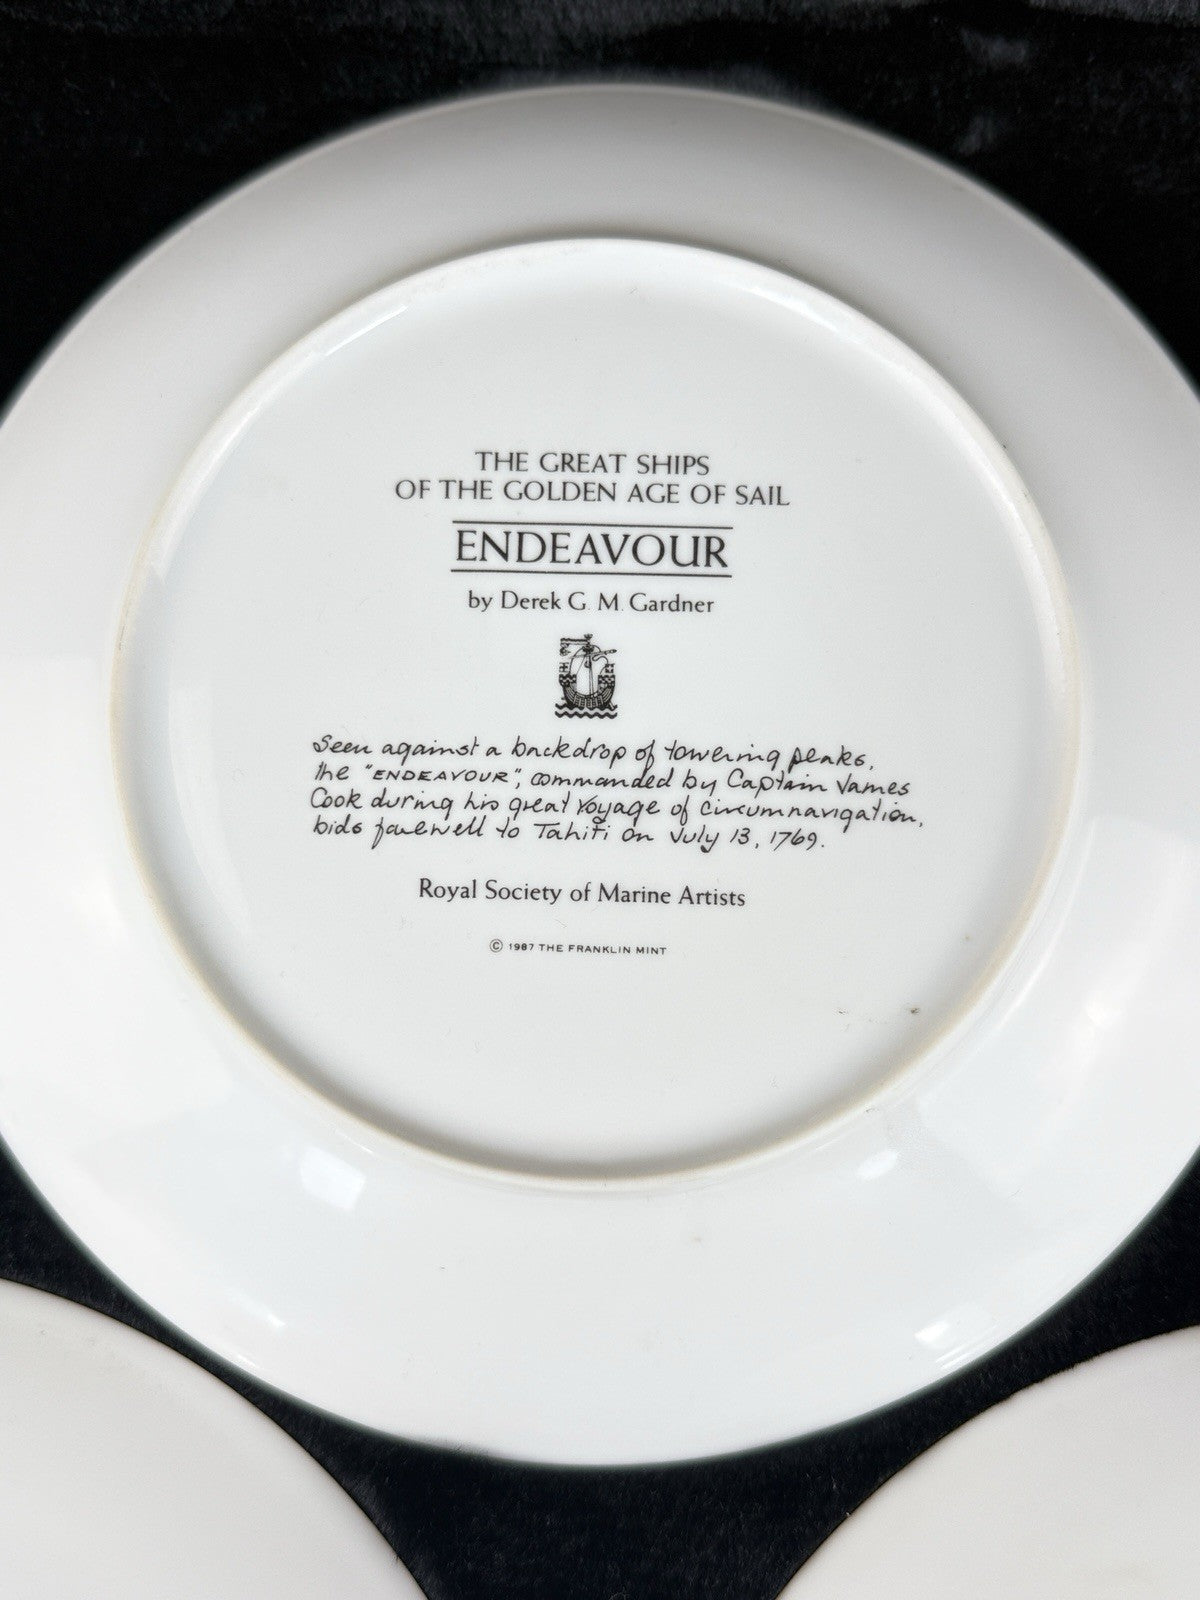 THE GREAT SHIPS
OF THE GOLDEN AGE OF SAIL
ENDEAVOUR
by Derek G. M. Gardner
Seen against a backdrop of towering peaks,
the "ENDEAVOUR", commanded by Captain James
Cook during his great voyage of circumnavigation,
bids farewell to Tahiti on July 13, 1769.
Royal Society of Marine Artists
© 1987 THE FRANKLIN MINT